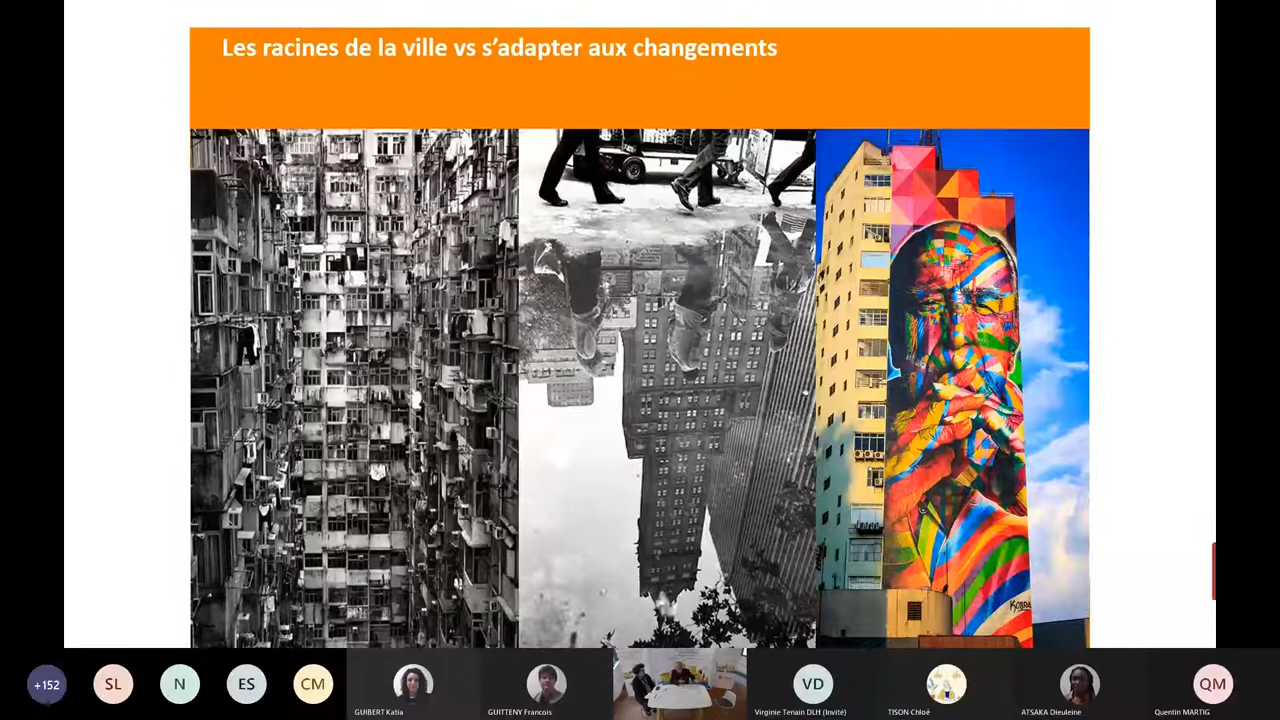 Les racines de la ville vs s’adapter aux changements
KOBRA
+152
SL
N
ES
CM
GUIBERT Katia
GUITTENY Francois
VD
Virginie Tenain DLH (Invité)
TISON Chloé
ATSAKA Dieuleine
QM
Quentin MARTIG